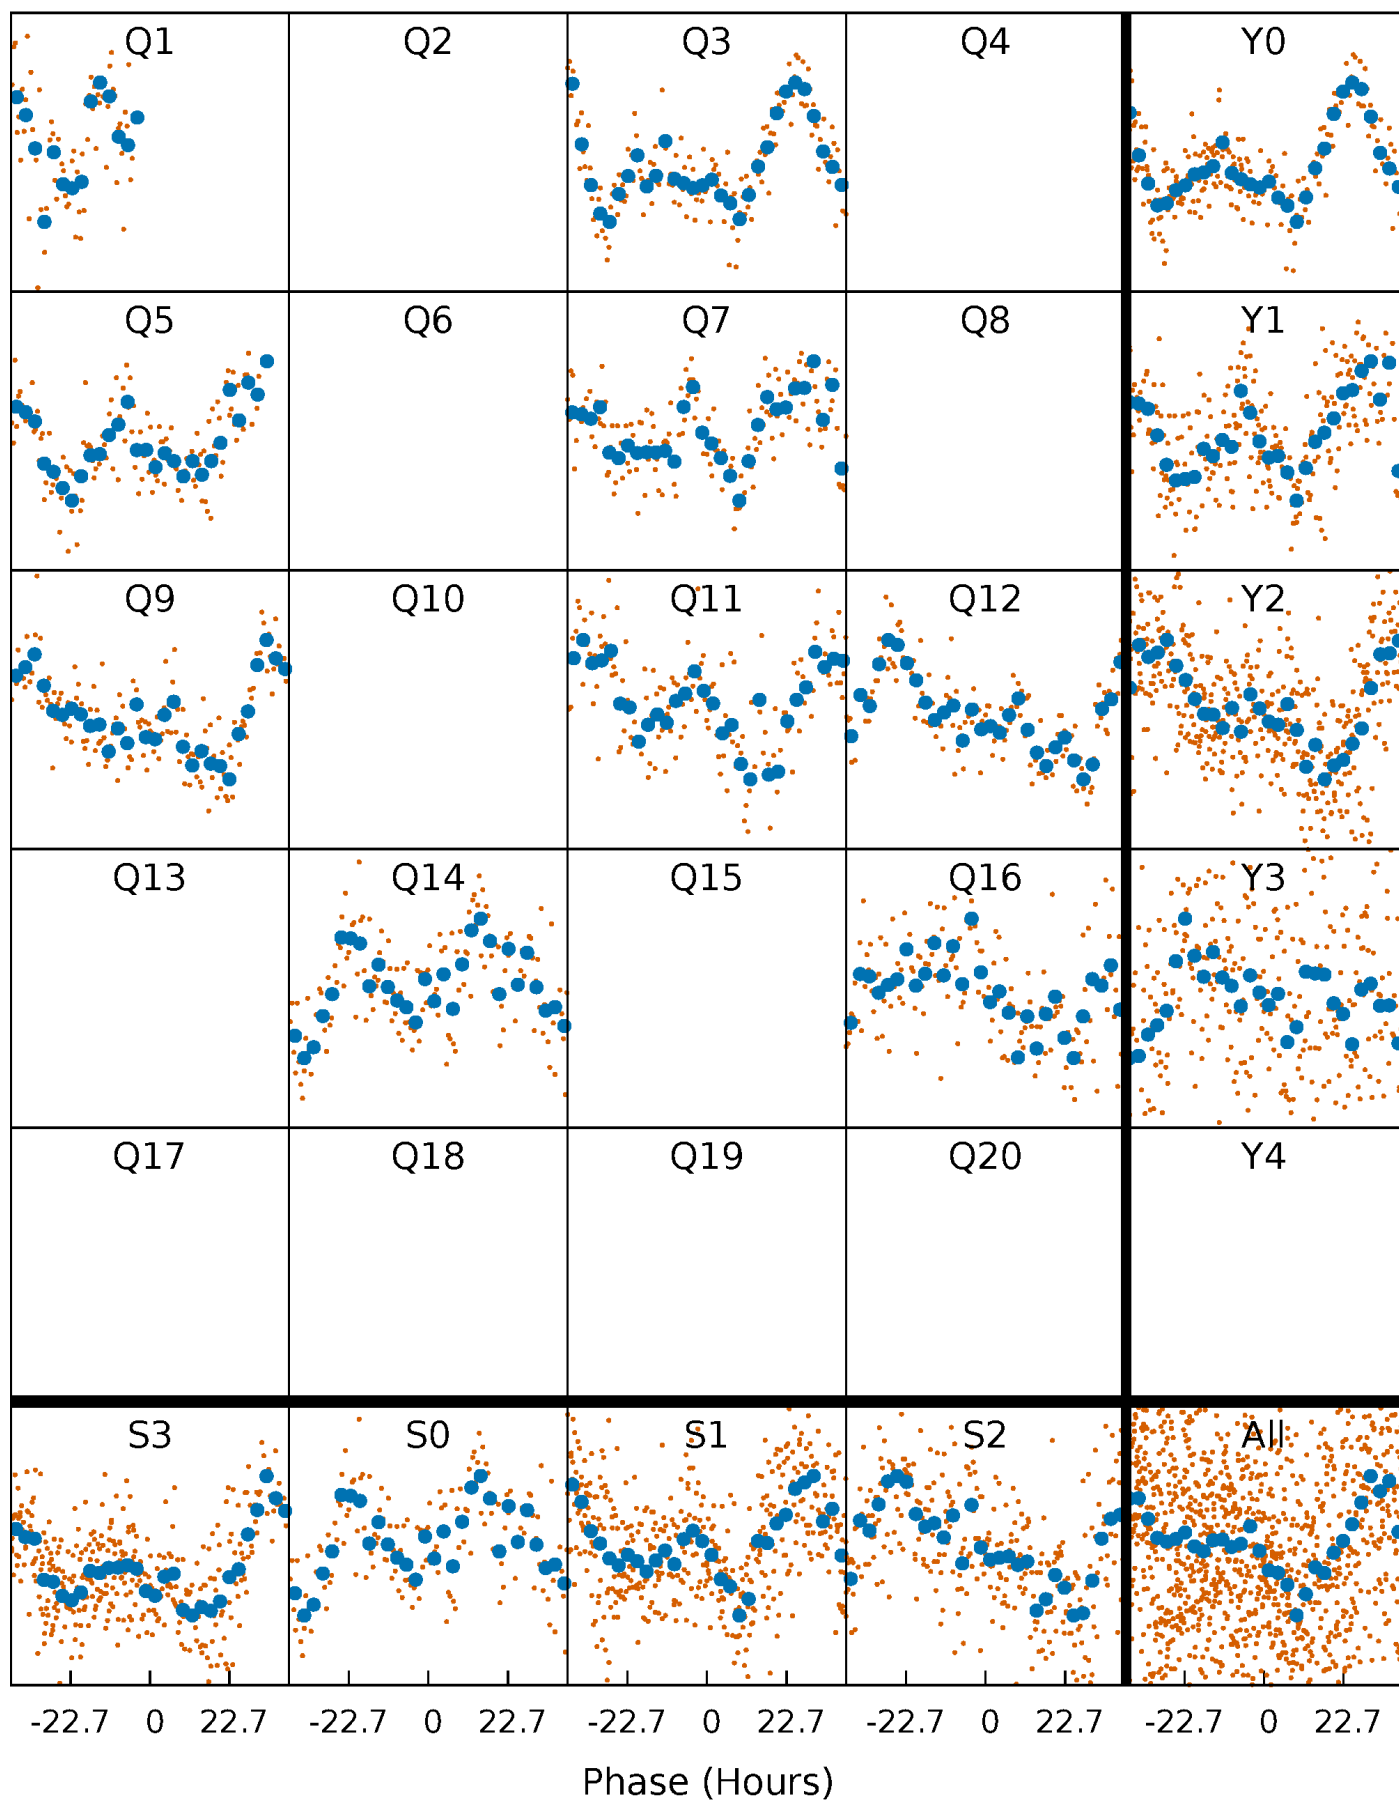 Q1 Q2 Q3 Q4 Y0
Q5 Q6 Q7 Q8 Y1
Q9 Q10 Q11 Q12 Y2
Q13 Q14 Q15 Q16 Y3
Q17 Q18 Q19 Q20 Y4
S3 S0 S1 S2 All
-22.7 0 22.7 -22.7 0 22.7 -22.7 0 22.7 -22.7 0 22.7 -22.7 0 22.7
Phase (Hours)